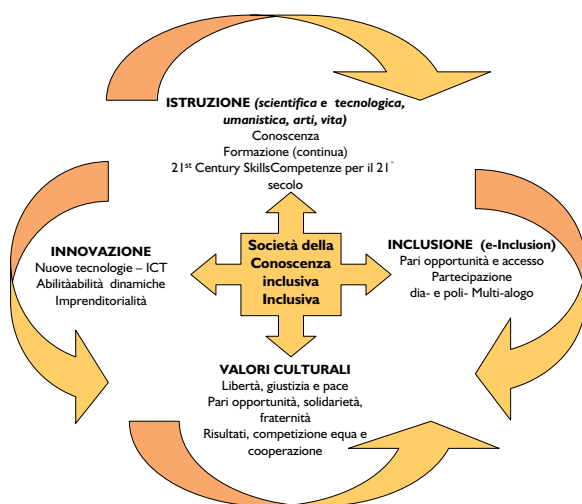 ISTRUZIONE (scientifica e tecnologica,
umanistica, arti, vita)
Conoscenza
Formazione (continua)
21st Century SkillsCompetenze per il 21°
secolo
INNOVAZIONE
Nuove tecnologie – ICT
Abilitàabilità dinamiche
Imprenditorialità
Società della
Conoscenza
inclusiva
Inclusiva
INCLUSIONE (e-Inclusion)
Pari opportunità e accesso
Partecipazione
dia- e poli- Multi-alogo
VALORI CULTURALI
Libertà, giustizia e pace
Pari opportunità, solidarietà,
fraternità
Risultati, competizione equa e
cooperazione